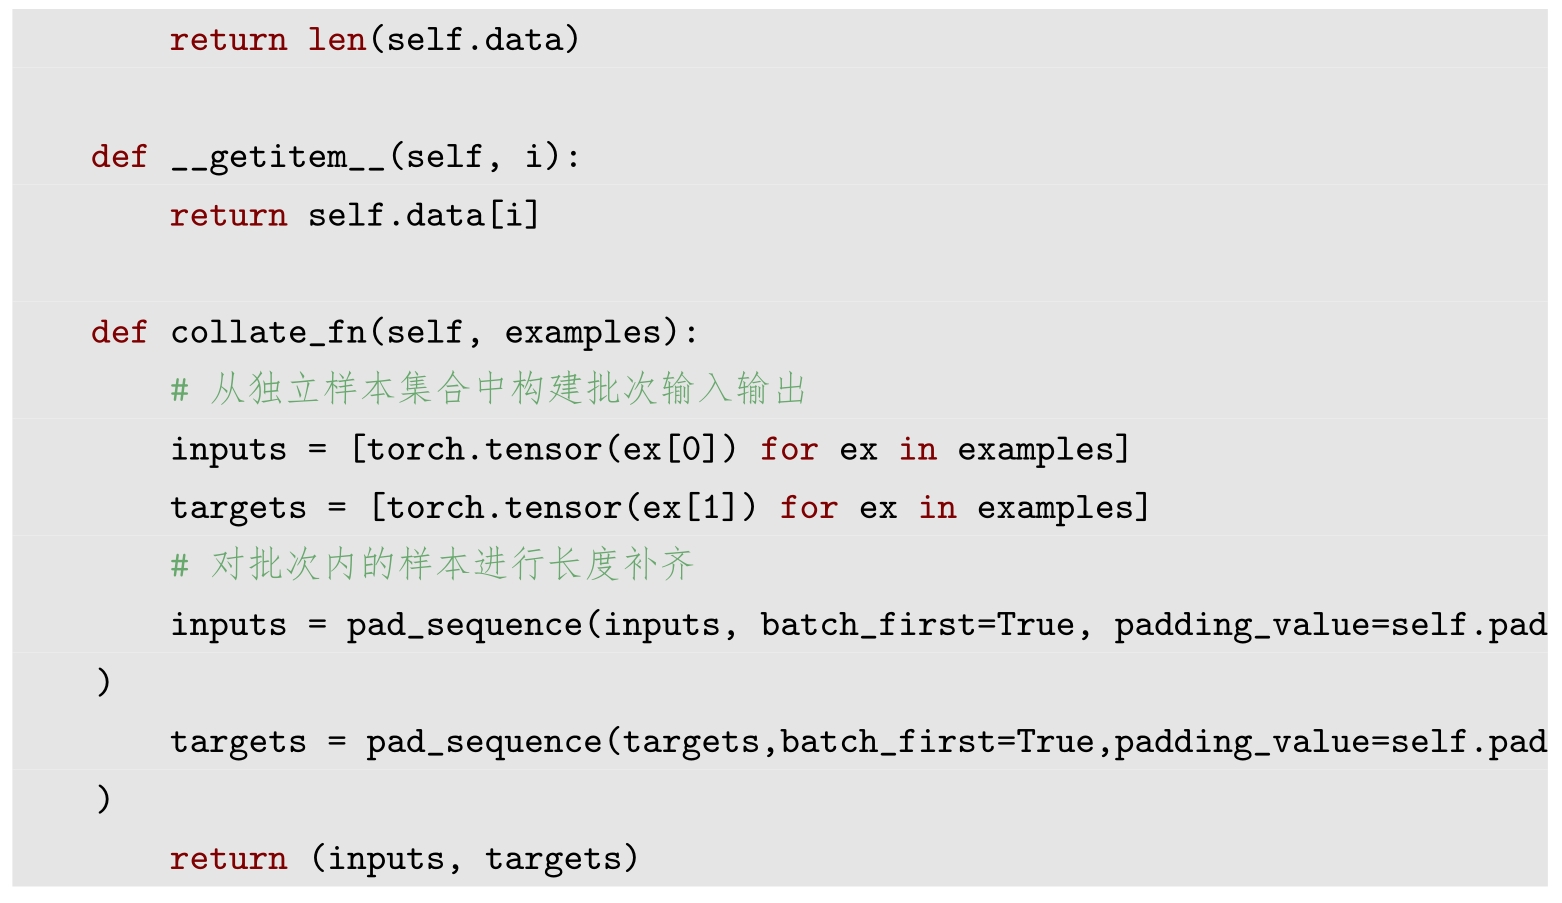 return len(self.data)

    def __getitem__(self, i):
        return self.data[i]

    def collate_fn(self, examples):
        # 从独立样本集合中构建批次输入输出
        inputs = [torch.tensor(ex[0]) for ex in examples]
        targets = [torch.tensor(ex[1]) for ex in examples]
        # 对批次内的样本进行长度补齐
        inputs = pad_sequence(inputs, batch_first=True, padding_value=self.pad
    )
        targets = pad_sequence(targets,batch_first=True,padding_value=self.pad
    )
        return (inputs, targets)